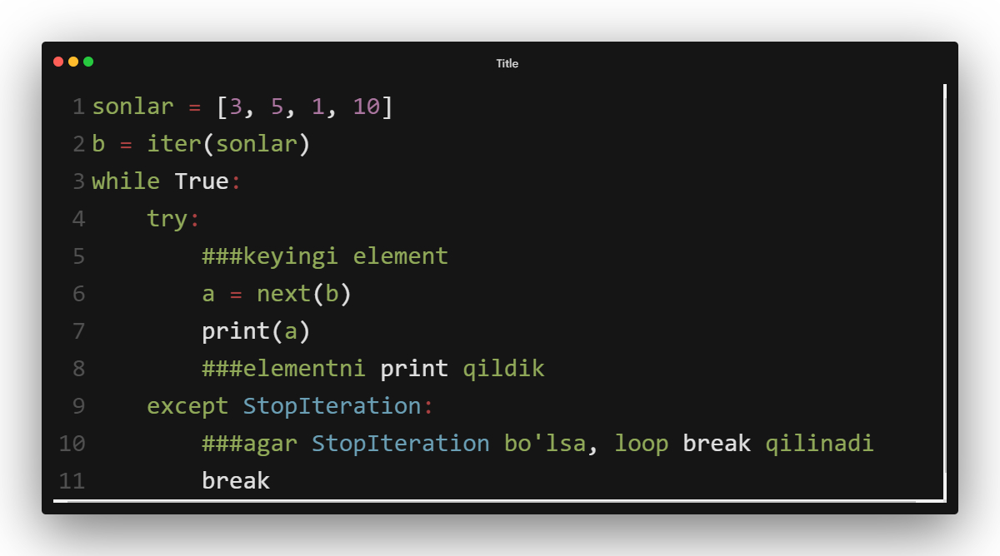 Title
1 sonlar = [3, 5, 1, 10]
2 b = iter(sonlar)
3 while True:
4     try:
5         ###keyingi element
6         a = next(b)
7         print(a)
8         ###elementni print qildik
9     except StopIteration:
10         ###agar StopIteration bo'lsa, loop break qilinadi
11         break